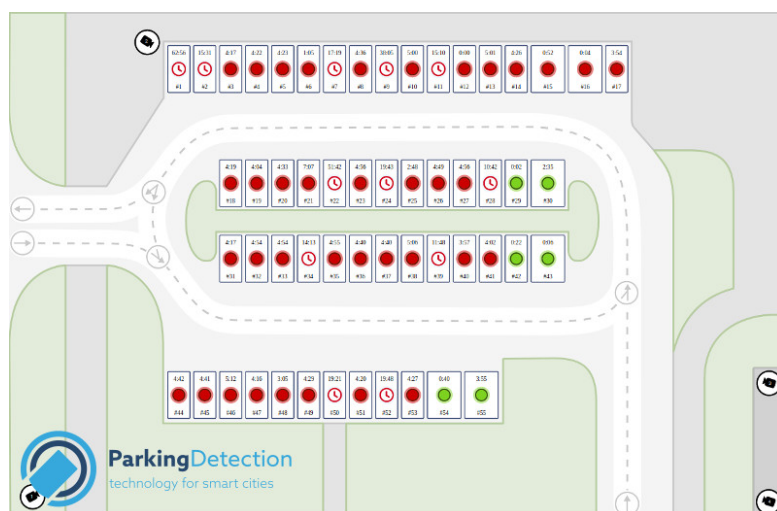 62:56 15:31 4:17 4:22 4:23 1:05 17:19 4:36 5:00 15:10 0:00 5:01 4:26 0:52 0:14 3:54
#1 #2 #3 #4 #5 #6 #7 #8 #9 #10 #11 #12 #13 #14 #15 #16 #17
4:19 4:04 4:33 7:07 51:42 4:56 19:43 2:48 4:49 4:56 10:42 0:02 2:35
#18 #19 #20 #21 #22 #23 #24 #25 #26 #27 #28 #29 #30
4:17 4:54 4:54 14:13 4:55 4:40 4:40 5:06 11:48 3:57 4:02 0:22 0:06
#31 #32 #33 #34 #35 #36 #37 #38 #39 #40 #41 #42 #43
4:42 4:41 5:12 4:16 3:05 4:29 19:21 4:20 19:48 4:27 0:40 3:55
#44 #45 #46 #47 #48 #49 #50 #51 #52 #53 #54 #55
ParkingDetection
technology for smart cities